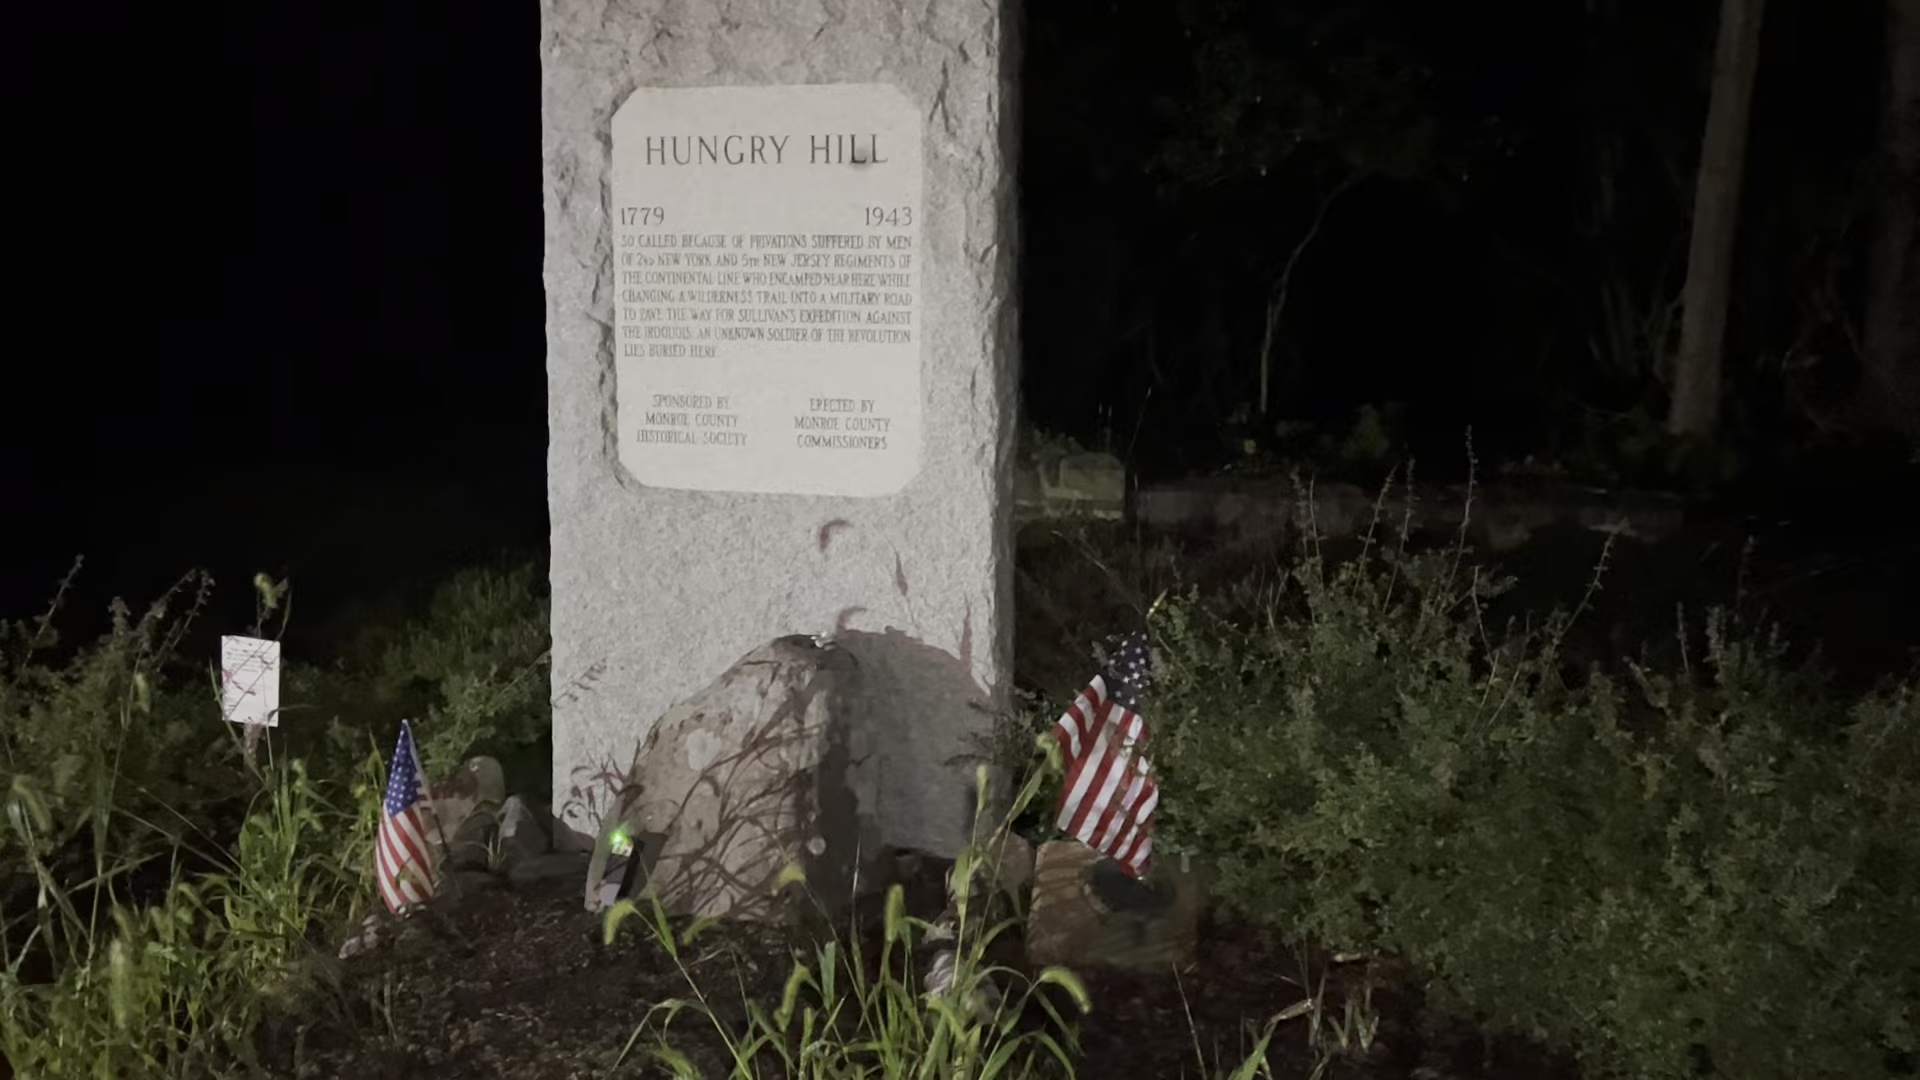 HUNGRY HILL
1779 1943
SO CALLED BECAUSE OF PRIVATIONS SUFFERED BY MEN
OF 2ND NEW YORK AND 5TH NEW JERSEY REGIMENTS OF
THE CONTINENTAL LINE WHO ENCAMPED NEAR HERE WHILE
CHANGING A WILDERNESS TRAIL INTO A MILITARY ROAD
TO PAVE THE WAY FOR SULLIVAN'S EXPEDITION AGAINST
THE IROQUOIS. AN UNKNOWN SOLDIER OF THE REVOLUTION
LIES BURIED HERE
SPONSORED BY
MONROE COUNTY
HISTORICAL SOCIETY
ERECTED BY
MONROE COUNTY
COMMISSIONERS